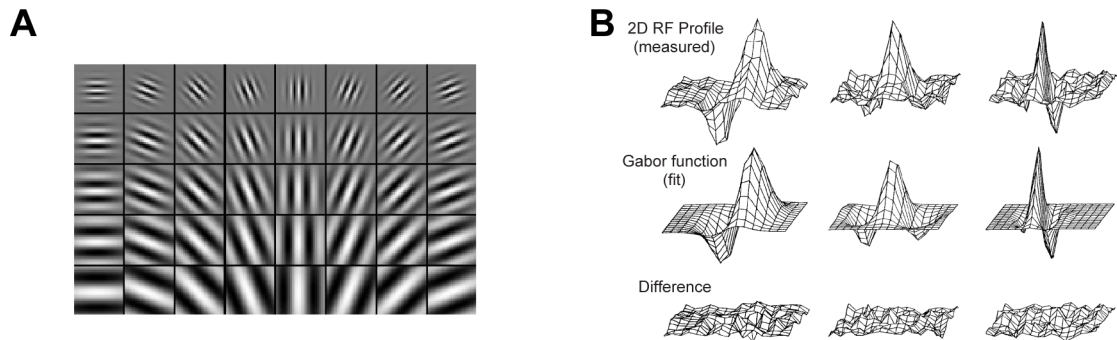 A
B
2D RF Profile
(measured)
Gabor function
(fit)
Difference